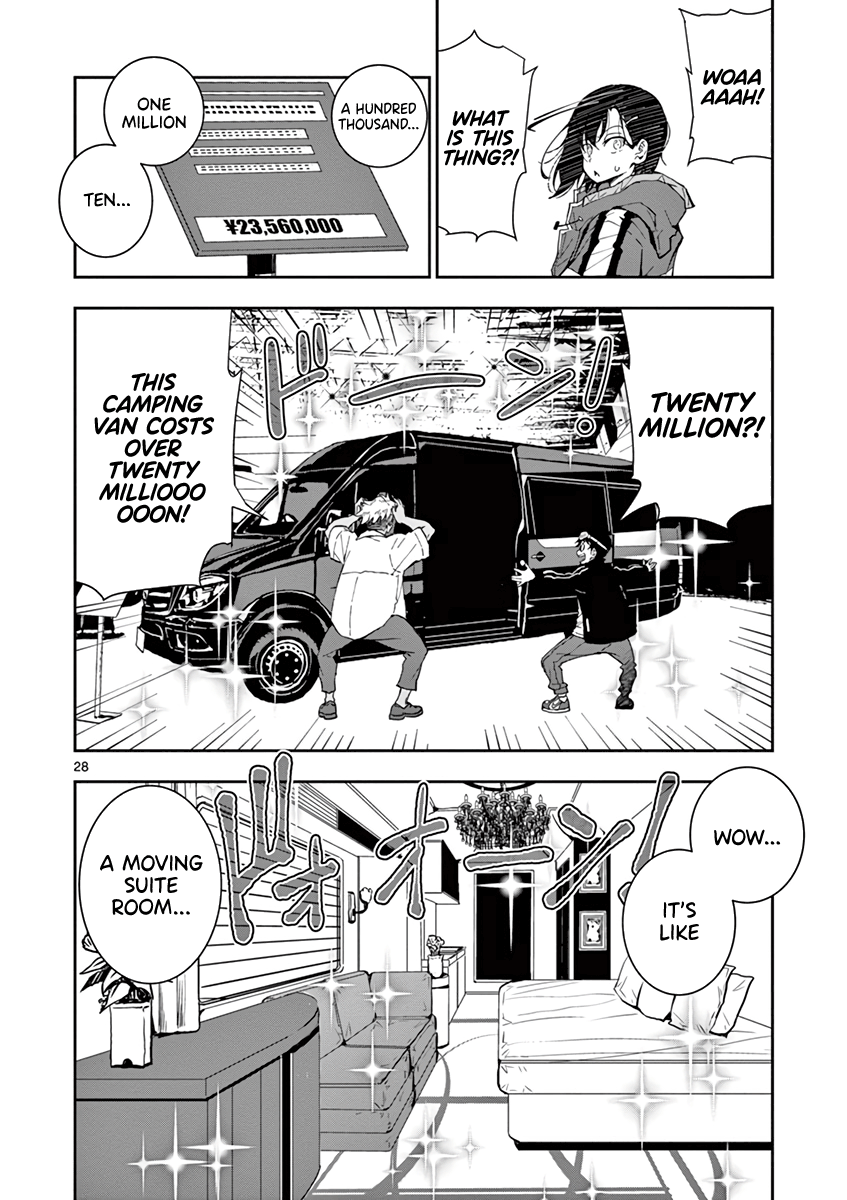 WOAA
AAAH!
WHAT
IS THIS
THING?!
A HUNDRED
THOUSAND...
ONE
MILLION
TEN...
¥23,560,000
TWENTY
MILLION?!
ドーン!
THIS
CAMPING
VAN COSTS
OVER
TWENTY
MILLIOOO
OOON!
28
WOW...
IT'S
LIKE
ドオオーン!
A MOVING
SUITE
ROOM...